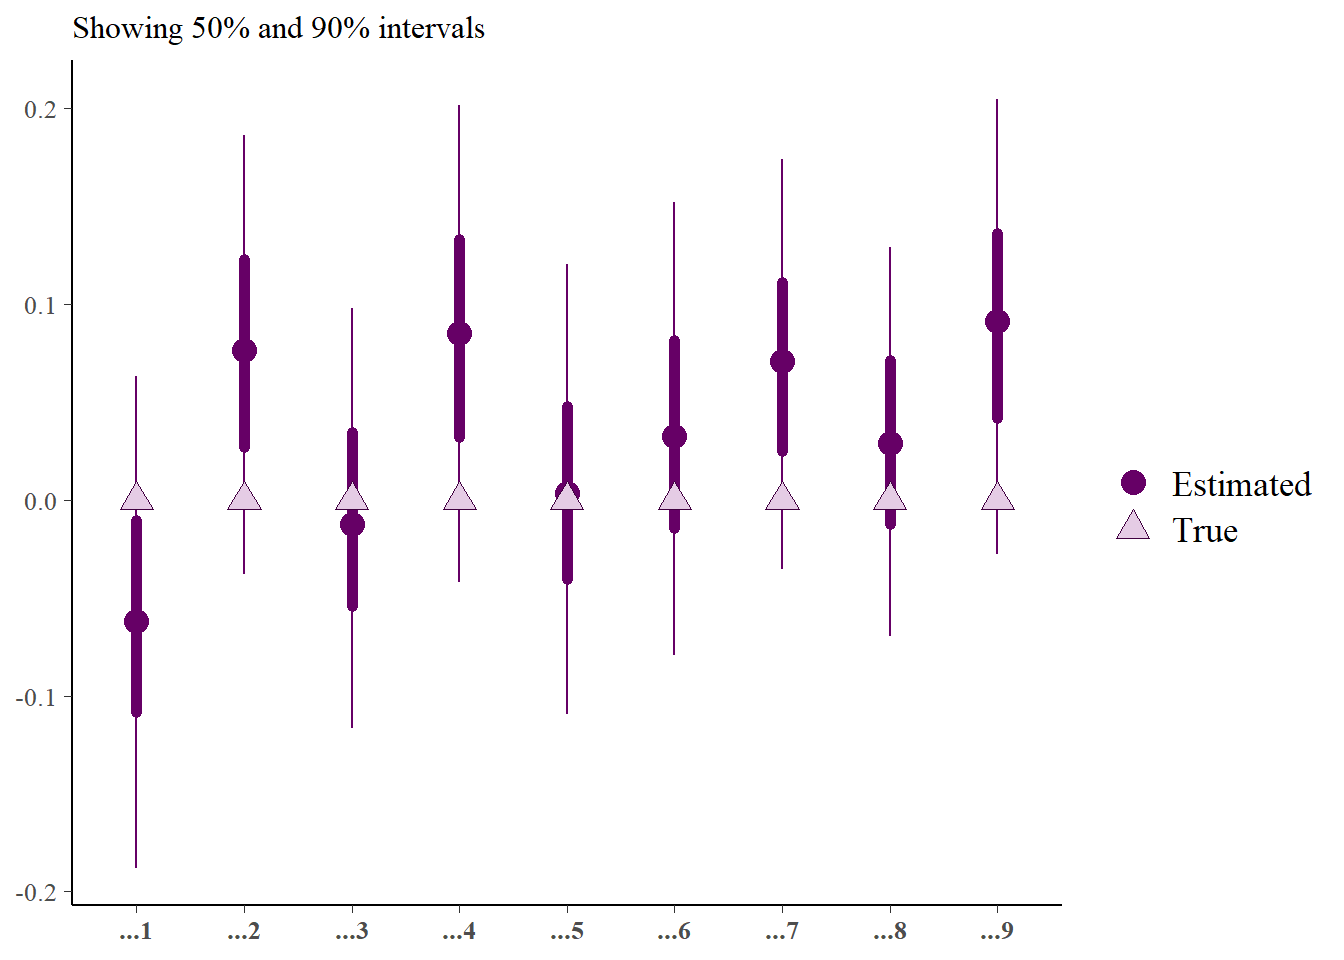 Showing 50% and 90% intervals
0.2
0.1
0.0
-0.1
-0.2
...1 ...2 ...3 ...4 ...5 ...6 ...7 ...8 ...9
Estimated
True